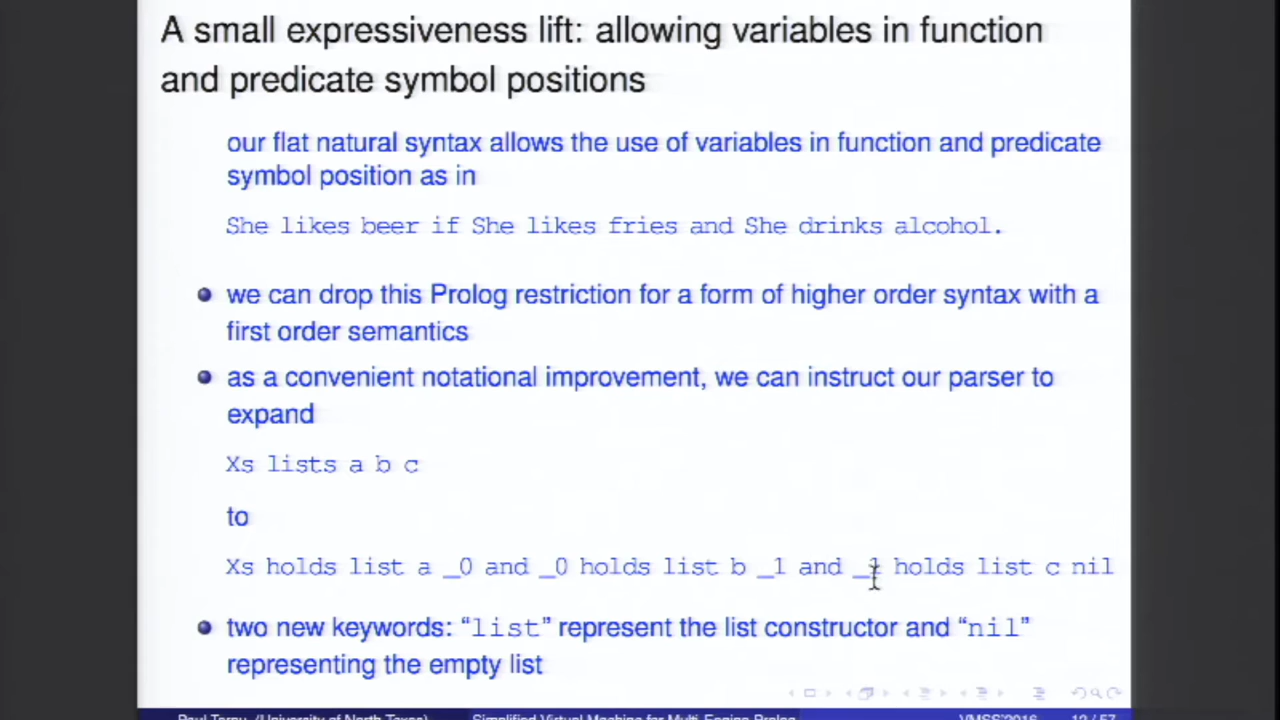 A small expressiveness lift: allowing variables in function
and predicate symbol positions
our flat natural syntax allows the use of variables in function and predicate
symbol position as in
She likes beer if She likes fries and She drinks alcohol.
we can drop this Prolog restriction for a form of higher order syntax with a
first order semantics
as a convenient notational improvement, we can instruct our parser to
expand
Xs lists a b c
to
Xs holds list a _0 and _0 holds list b _1 and _1 holds list c nil
two new keywords: “list” represent the list constructor and “nil”
representing the empty list
Paul Tarau (University of North Texas) Simplified Virtual Machine for Multi-Engine Prolog VMSS'2016 12 / 57